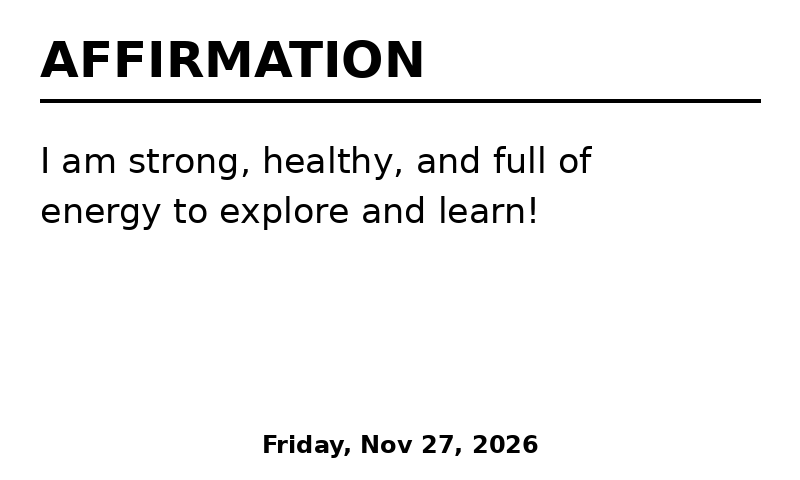 AFFIRMATION
I am strong, healthy, and full of
energy to explore and learn!
Friday, Nov 27, 2026